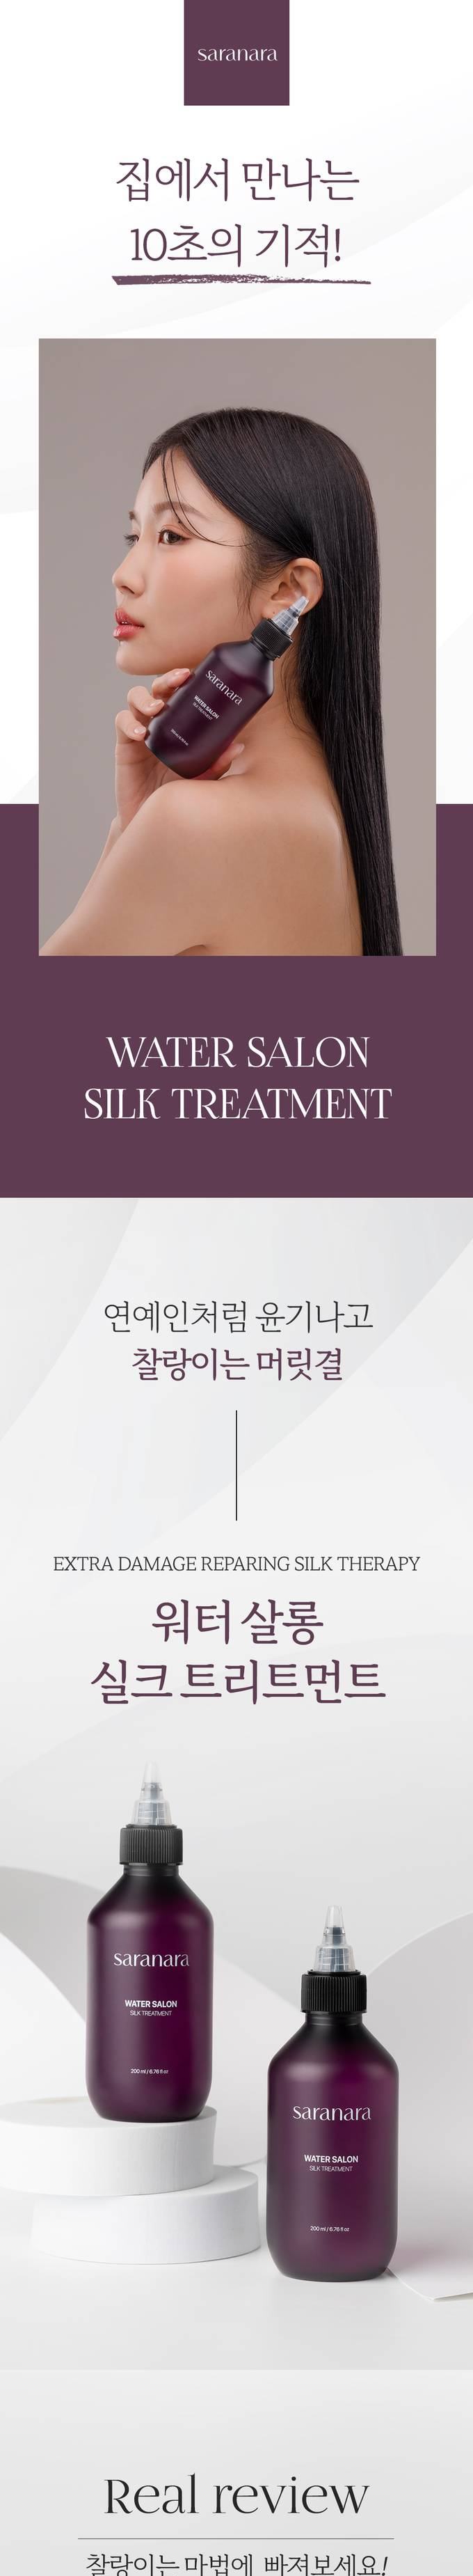 saranara
집에서 만나는
10초의 기적!
saranara
WATER SALON
SILK TREATMENT
WATER SALON
SILK TREATMENT
연예인처럼 윤기나고
찰랑이는 머릿결
EXTRA DAMAGE REPARING SILK THERAPY
워터 살롱
실크 트리트먼트
saranara
WATER SALON
SILK TREATMENT
200 ml / 6.76 fl oz
saranara
WATER SALON
SILK TREATMENT
200 ml / 6.76 fl oz
Real review
찰랑이는 마법에 빠져보세요!